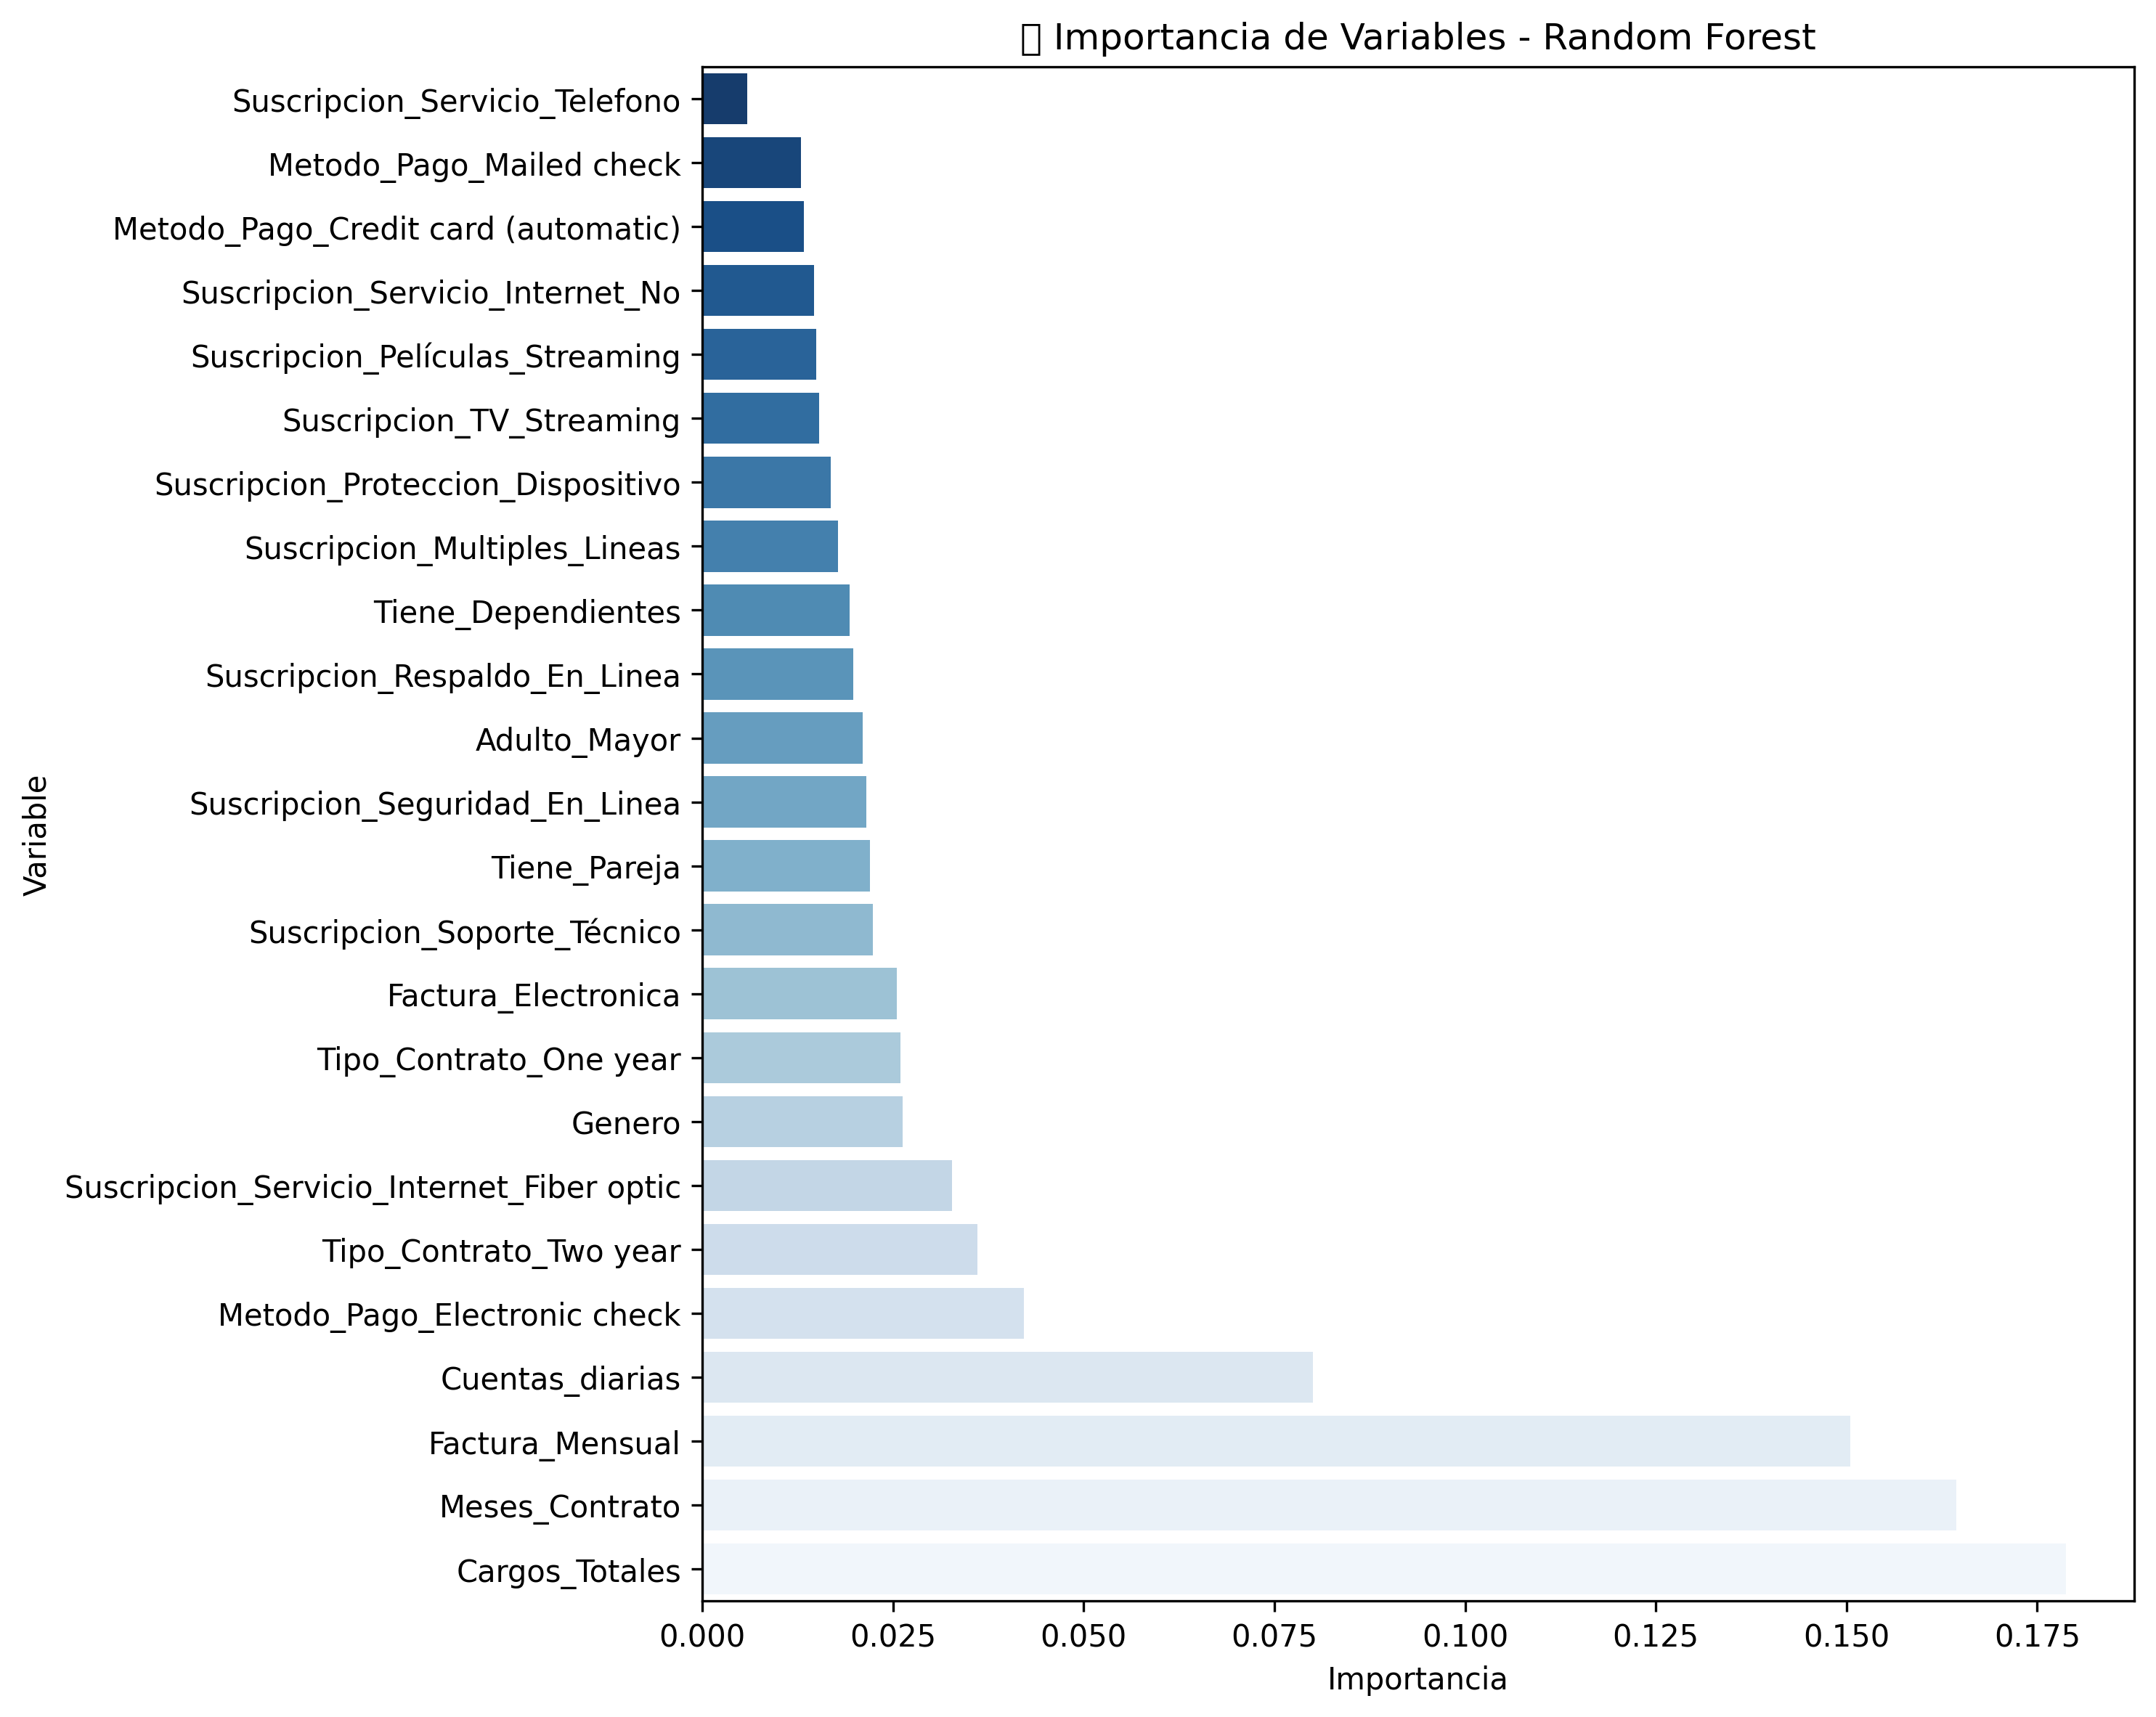 Importancia de Variables - Random Forest
Suscripcion_Servicio_Telefono
Metodo_Pago_Mailed check
Metodo_Pago_Credit card (automatic)
Suscripcion_Servicio_Internet_No
Suscripcion_Películas_Streaming
Suscripcion_TV_Streaming
Suscripcion_Proteccion_Dispositivo
Suscripcion_Multiples_Lineas
Tiene_Dependientes
Suscripcion_Respaldo_En_Linea
Adulto_Mayor
Suscripcion_Seguridad_En_Linea
Tiene_Pareja
Suscripcion_Soporte_Técnico
Factura_Electronica
Tipo_Contrato_One year
Genero
Suscripcion_Servicio_Internet_Fiber optic
Tipo_Contrato_Two year
Metodo_Pago_Electronic check
Cuentas_diarias
Factura_Mensual
Meses_Contrato
Cargos_Totales
Variable
0.000 0.025 0.050 0.075 0.100 0.125 0.150 0.175
Importancia